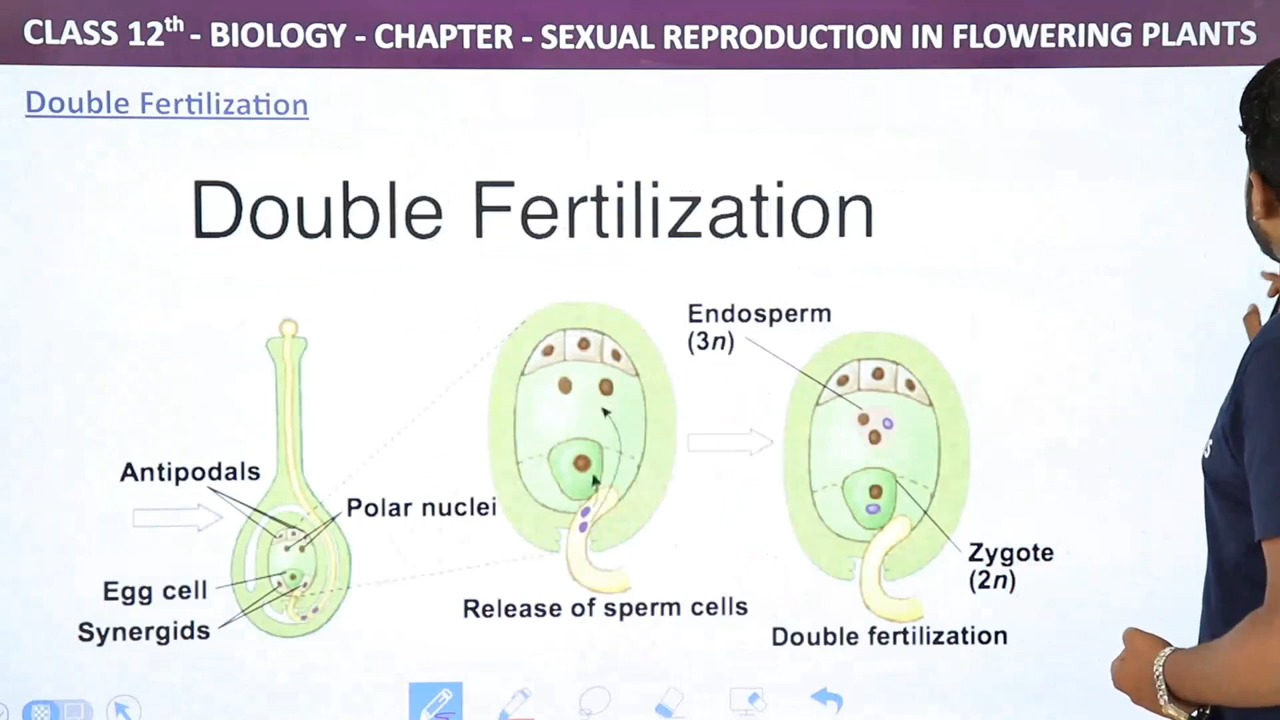 CLASS 12th - BIOLOGY - CHAPTER - SEXUAL REPRODUCTION IN FLOWERING PLANTS
Double Fertilization
Double Fertilization
Antipodals
Polar nuclei
Egg cell
Synergids
Release of sperm cells
Endosperm
(3n)
Zygote
(2n)
Double fertilization